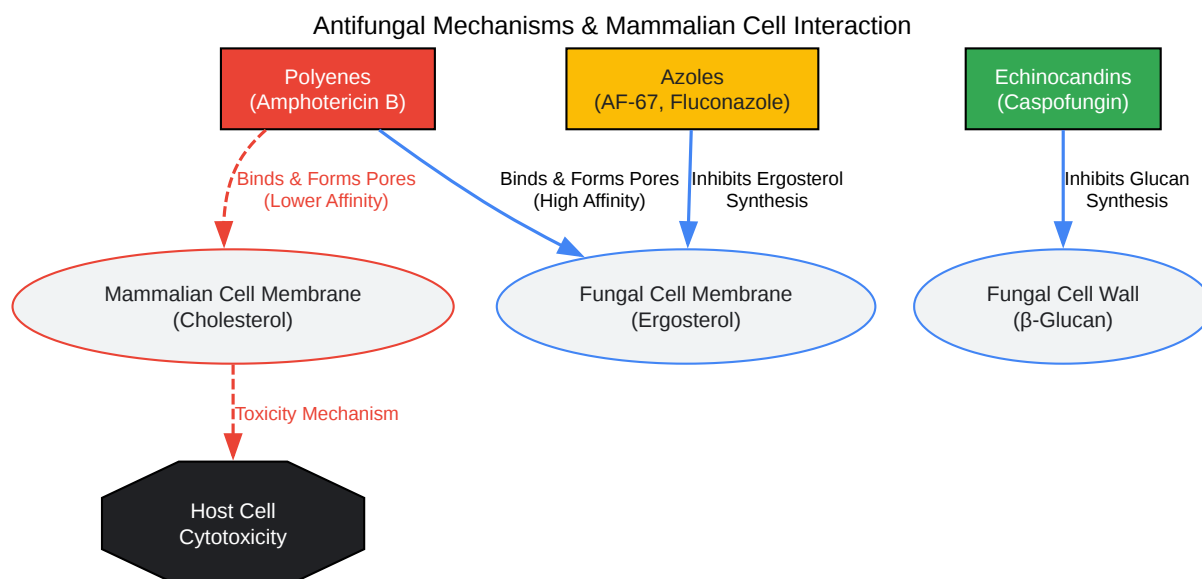 Antifungal Mechanisms & Mammalian Cell Interaction
Polyenes
(Amphotericin B)
Azoles
(AF-67, Fluconazole)
Echinocandins
(Caspofungin)
Binds & Forms Pores
(Lower Affinity)
Binds & Forms Pores
(High Affinity)
Inhibits Ergosterol
Synthesis
Inhibits Glucan
Synthesis
Mammalian Cell Membrane
(Cholesterol)
Fungal Cell Membrane
(Ergosterol)
Fungal Cell Wall
(β-Glucan)
Toxicity Mechanism
Host Cell
Cytotoxicity